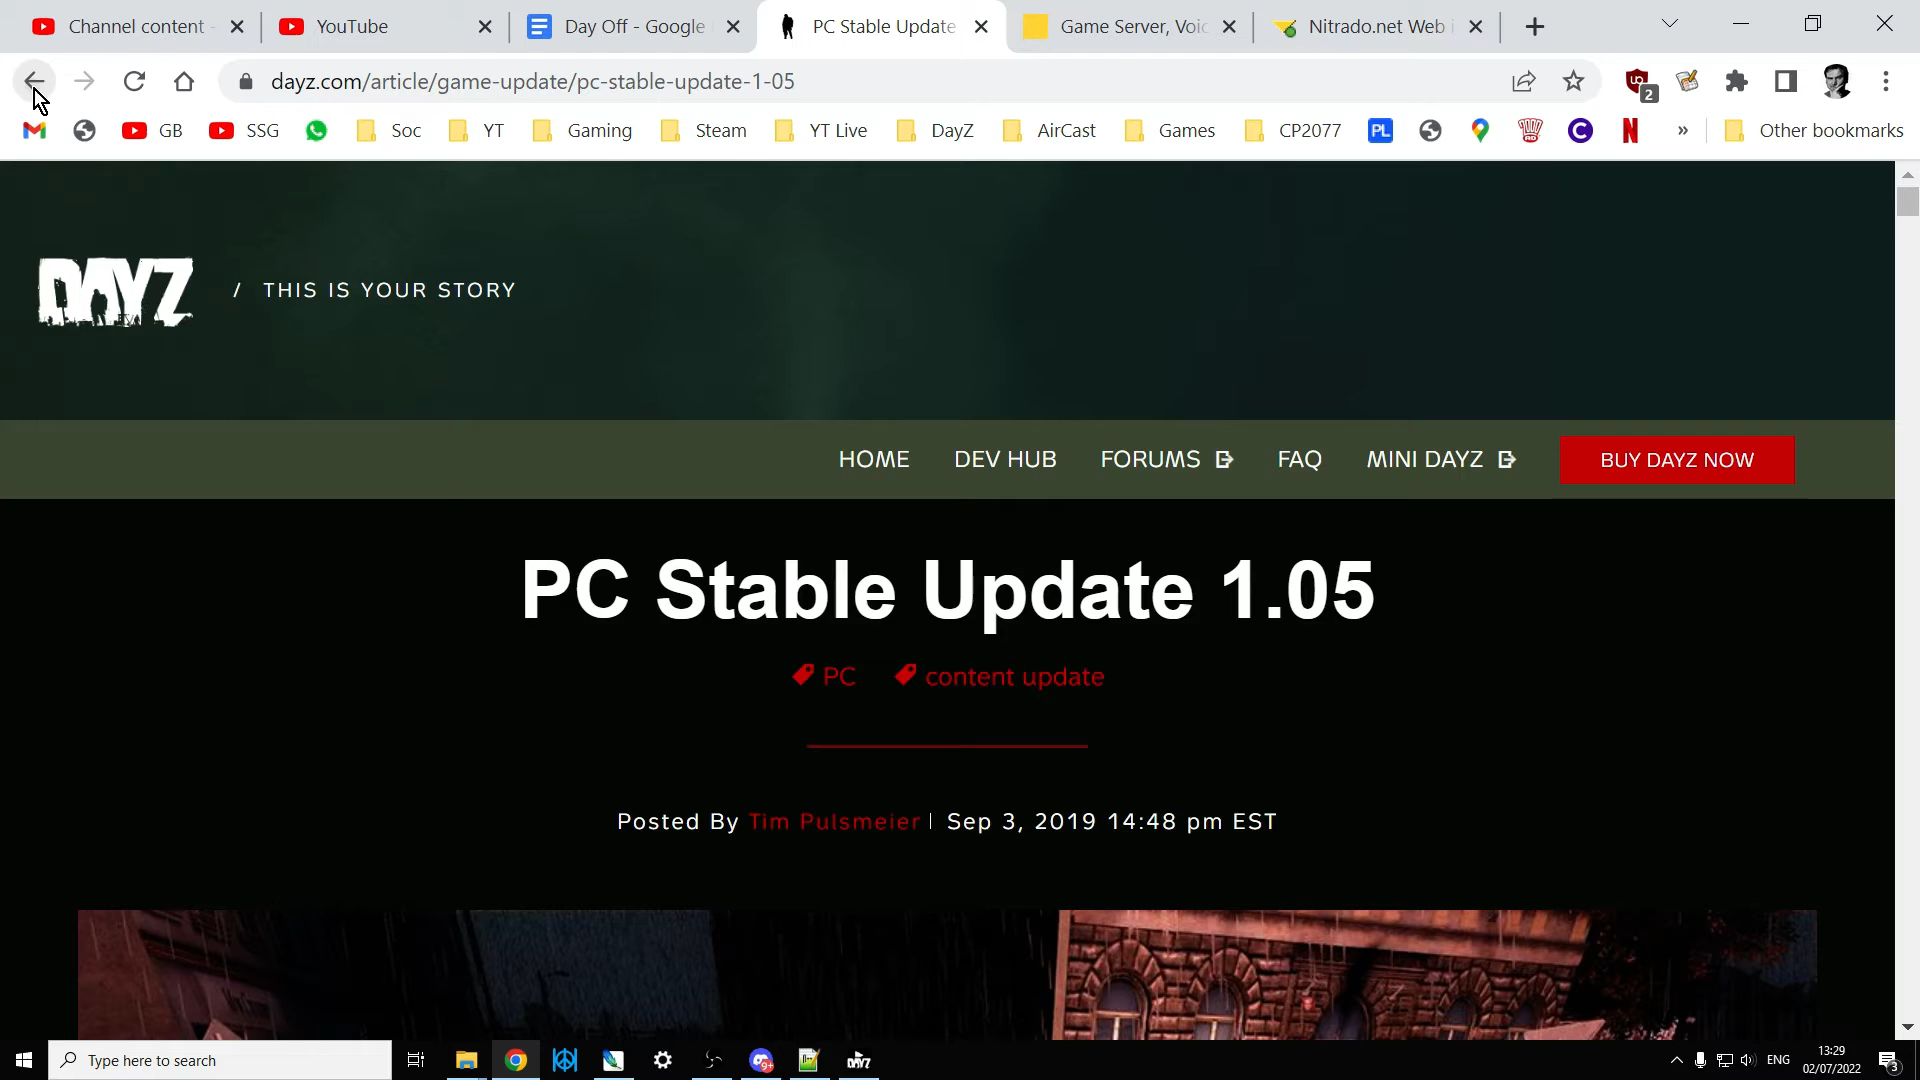 Channel content -
YouTube
Day Off - Google
PC Stable Update
Game Server, Voic
Nitrado.net Web i
dayz.com/article/game-update/pc-stable-update-1-05
2
GB
SSG
Soc
YT
Gaming
Steam
YT Live
DayZ
AirCast
Games
CP2077
PL
C
N
»
Other bookmarks
DAYZ
/ THIS IS YOUR STORY
HOME
DEV HUB
FORUMS
FAQ
MINI DAYZ
BUY DAYZ NOW
PC Stable Update 1.05
PC
content update
Posted By Tim Pulsmeier | Sep 3, 2019 14:48 pm EST
Type here to search
9+
DAYZ
ENG
13:29
02/07/2022
3